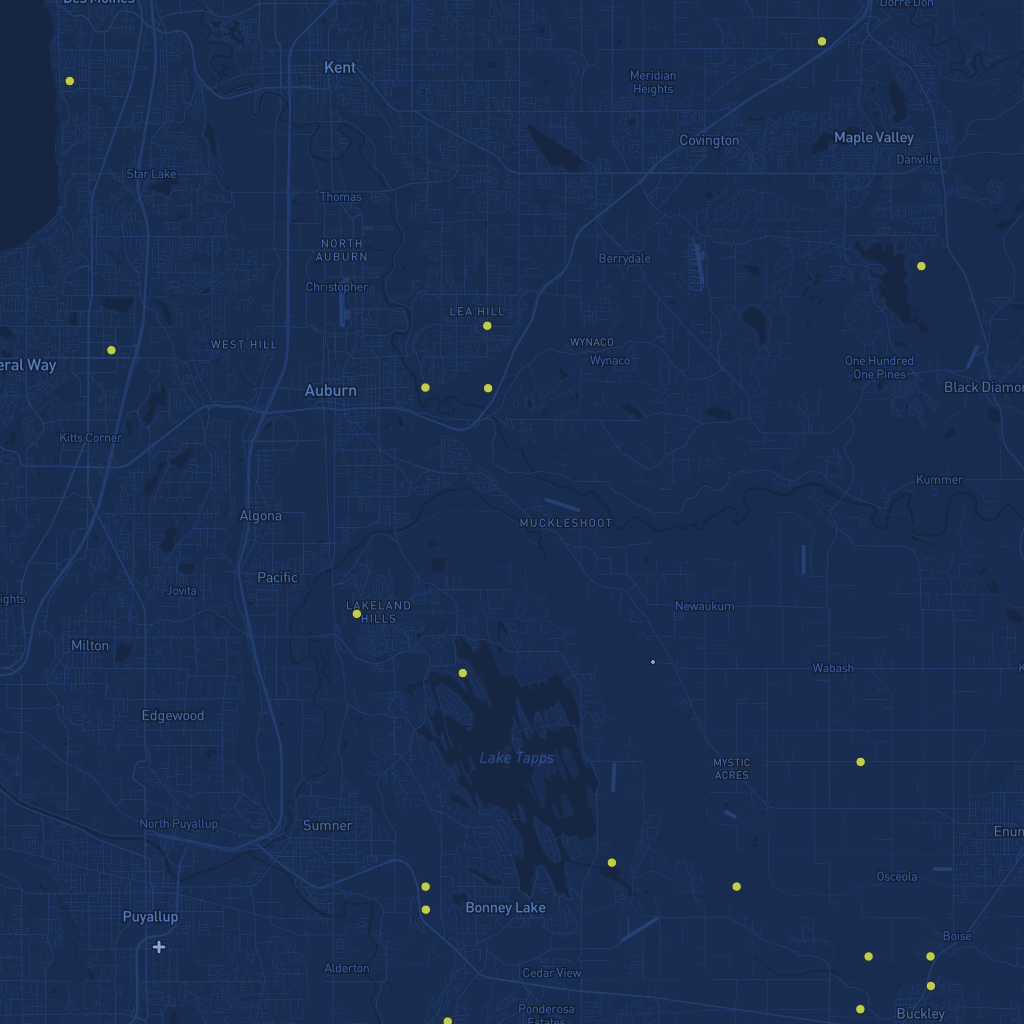 Des Moines
Dorre Don
Kent
Meridian
Heights
Covington
Maple Valley
Danville
Star Lake
Thomas
NORTH
AUBURN
Berrydale
Christopher
LEA HILL
WEST HILL
WYNACO
Wynaco
One Hundred
One Pines
eral Way
Auburn
Black Diamon
Kitts Corner
Kummer
Algona
MUCKLESHOOT
Pacific
Jovita
ights
LAKELAND
HILLS
Newaukum
Milton
Wabash
K
Edgewood
Lake Tapps
MYSTIC
ACRES
North Puyallup
Sumner
Enum
Osceola
Puyallup
Bonney Lake
Boise
Alderton
Cedar View
Ponderosa
Estates
Buckley